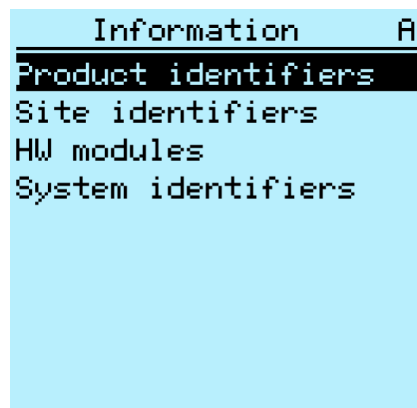 Information A
Product identifiers
Site identifiers
HW modules
System identifiers